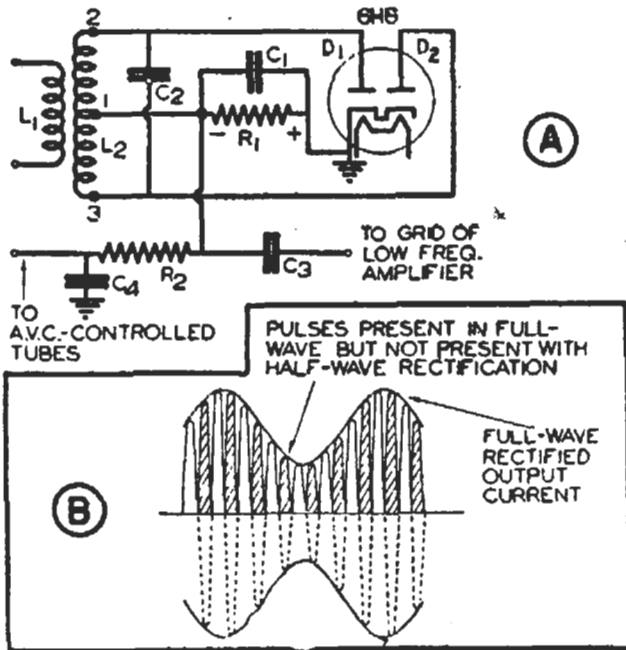 6H6
2
D1
D2
C1
C2
L1
1
- R1 +
L2
A
3
TO GRID OF
LOW FREQ.
AMPLIFIER
R2
C3
C4
TO
A.V.C.-CONTROLLED
TUBES
PULSES PRESENT IN FULL-
WAVE BUT NOT PRESENT WITH
HALF-WAVE RECTIFICATION
FULL-WAVE
RECTIFIED
OUTPUT
CURRENT
B